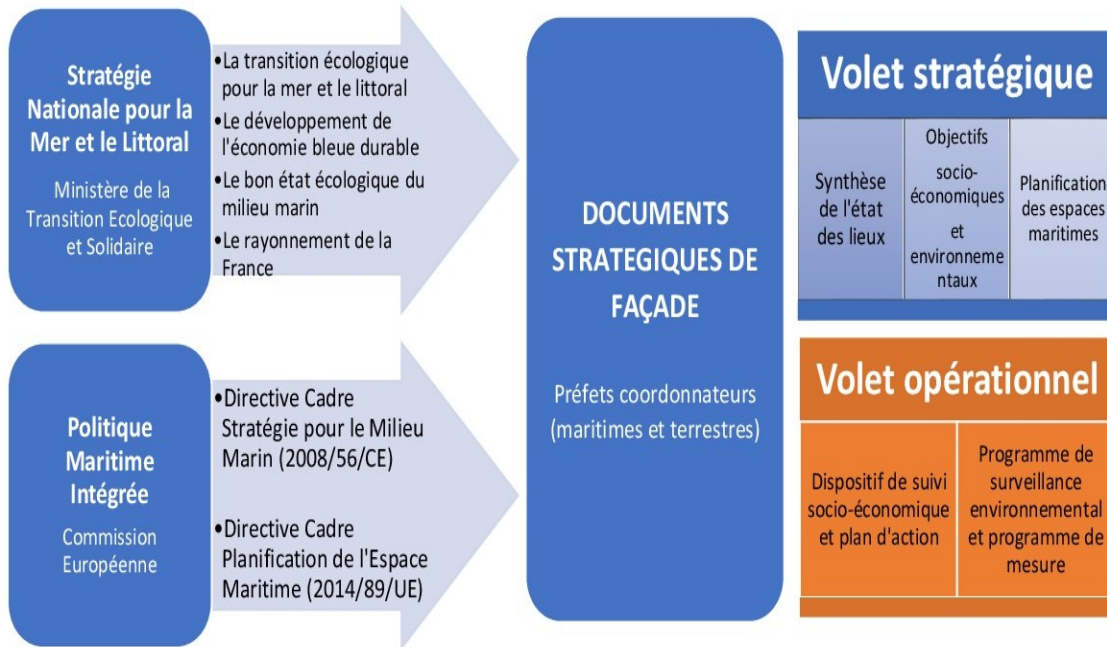 Stratégie
Nationale pour la
Mer et le Littoral
Ministère de la
Transition Ecologique
et Solidaire
•La transition écologique
pour la mer et le littoral
•Le développement de
l'économie bleue durable
•Le bon état écologique du
milieu marin
•Le rayonnement de la
France
Politique
Maritime
Intégrée
Commission
Européenne
•Directive Cadre
Stratégie pour le Milieu
Marin (2008/56/CE)
•Directive Cadre
Planification de l'Espace
Maritime (2014/89/UE)
DOCUMENTS
STRATEGIQUES DE
FAÇADE
Préfets coordonnateurs
(maritimes et terrestres)
Volet stratégique
Synthèse
de l'état
des lieux
Objectifs
socio-
économiques
et
environneme
ntaux
Planification
des espaces
maritimes
Volet opérationnel
Dispositif de suivi
socio-économique
et plan d'action
Programme de
surveillance
environnemental
et programme de
mesure